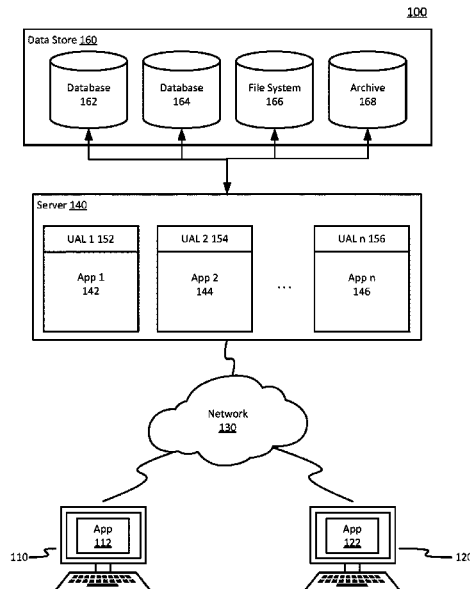 100
Data Store 160
Database
162
Database
164
File System
166
Archive
168
Server 140
UAL 1 152
UAL 2 154
UAL n 156
App 1
142
App 2
144
...
App n
146
Network
130
App
112
App
122
110
120